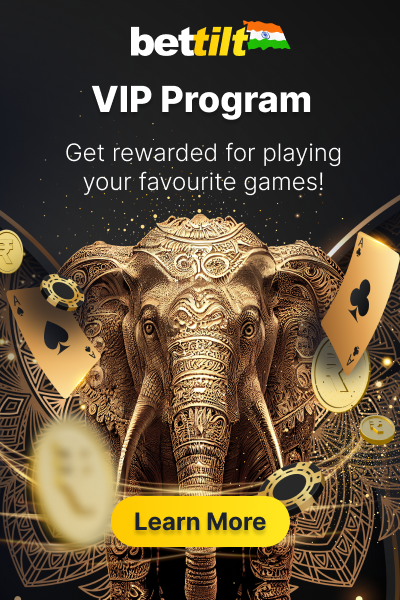 bettilt
VIP Program
Get rewarded for playing
your favourite games!
A
A
A
A
₹
₹
₹
Learn More